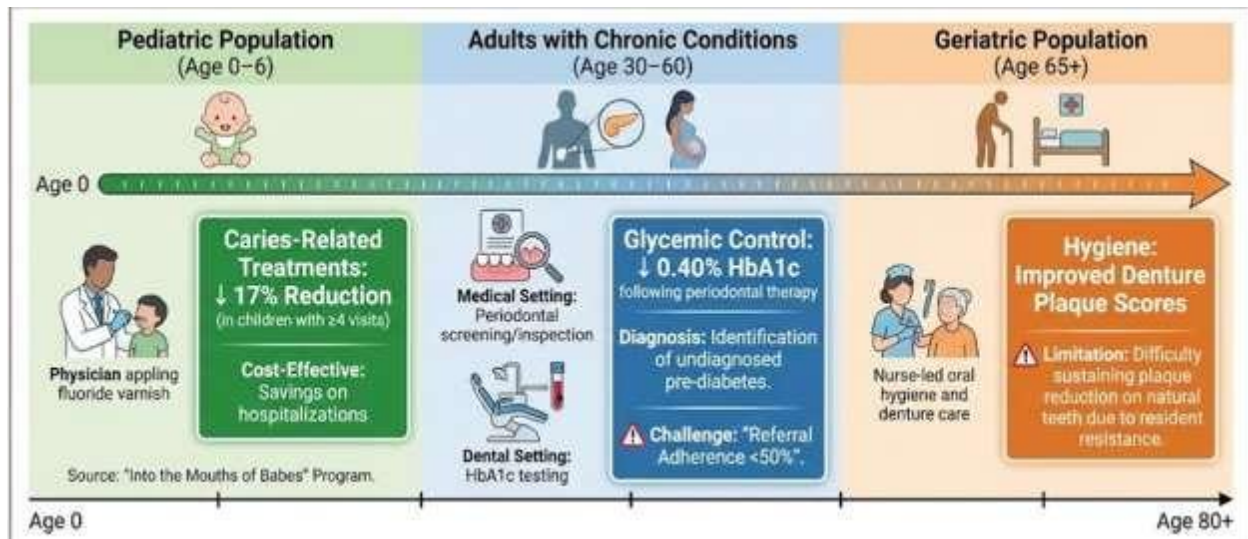 Pediatric Population
(Age 0–6)
Adults with Chronic Conditions
(Age 30–60)
Geriatric Population
(Age 65+)
Age 0
Physician appling
fluoride varnish
Caries-Related
Treatments:
↓ 17% Reduction
(in children with ≥4 visits)
Cost-Effective:
Savings on
hospitalizations
Source: "Into the Mouths of Babes" Program.
Medical Setting:
Periodontal
screening/inspection
Dental Setting:
HbA1c testing
Glycemic Control:
↓ 0.40% HbA1c
following periodontal therapy
Diagnosis: Identification
of undiagnosed
pre-diabetes.
Challenge: "Referral
Adherence <50%".
Nurse-led oral
hygiene and
denture care
Hygiene:
Improved Denture
Plaque Scores
Limitation: Difficulty
sustaining plaque
reduction on natural
teeth due to resident
resistance.
Age 0
Age 80+